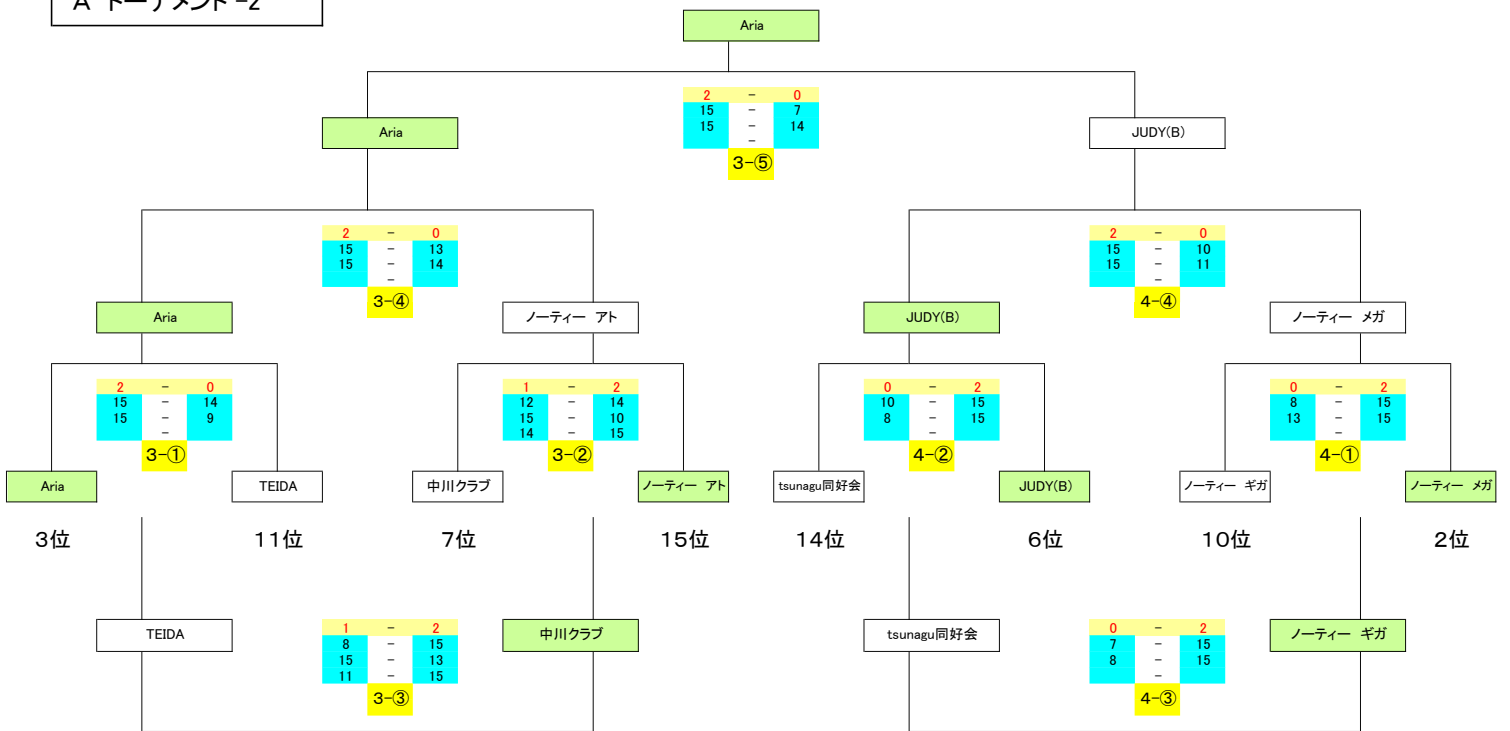 A トーナメント -2
Aria
2 - 0
15 - 7
15 - 14
-
3-⑤
Aria
JUDY(B)
2 - 0
15 - 13
15 - 14
-
3-④
2 - 0
15 - 10
15 - 11
-
4-④
Aria
ノーティー アト
JUDY(B)
ノーティー メガ
2 - 0
15 - 14
15 - 9
-
3-①
1 - 2
12 - 14
15 - 10
14 - 15
3-②
0 - 2
10 - 15
8 - 15
-
4-②
0 - 2
8 - 15
13 - 15
-
4-①
Aria
TEIDA
中川クラブ
ノーティー アト
tsunagu同好会
JUDY(B)
ノーティー ギガ
ノーティー メガ
3位
11位
7位
15位
14位
6位
10位
2位
TEIDA
1 - 2
8 - 15
15 - 13
11 - 15
3-③
中川クラブ
tsunagu同好会
0 - 2
7 - 15
8 - 15
-
4-③
ノーティー ギガ